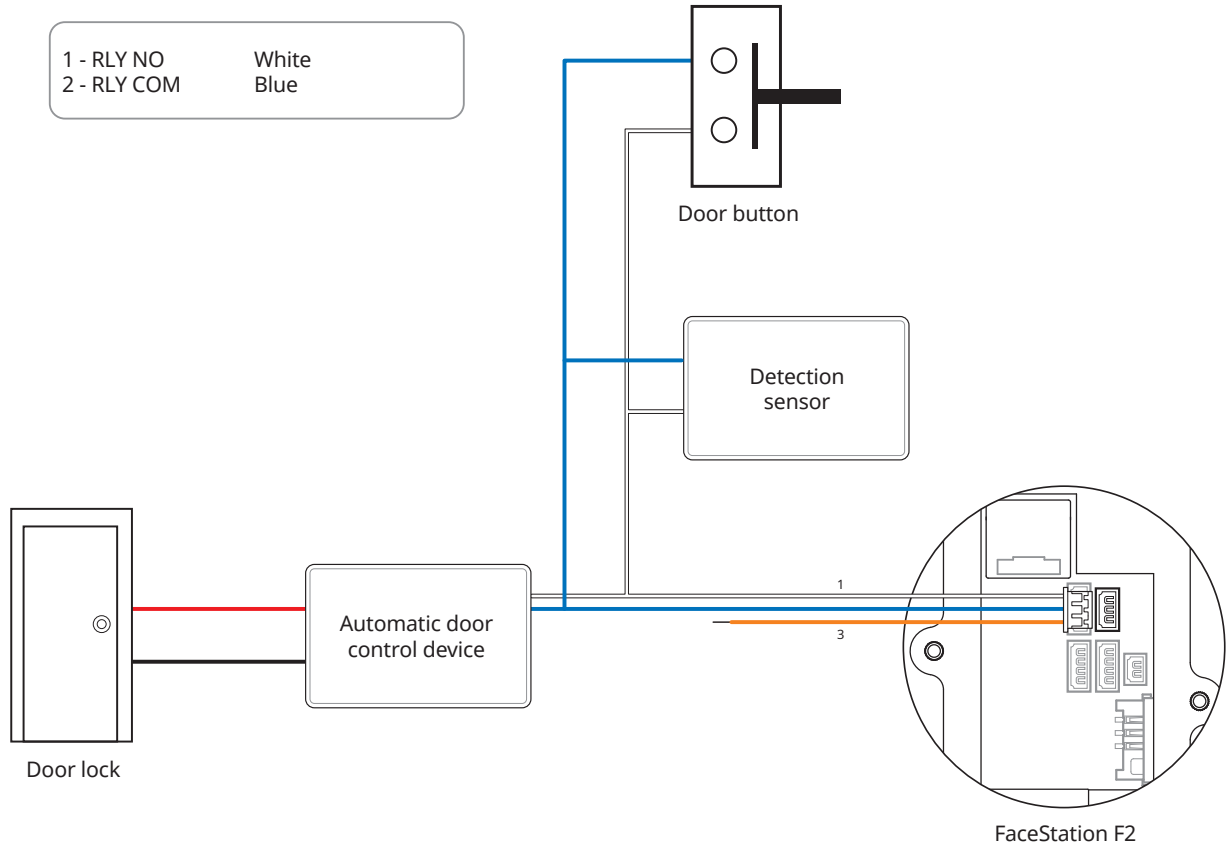 1 - RLY NO White
2 - RLY COM Blue
Door button
Detection
sensor
1
Automatic door
control device
3
Door lock
FaceStation F2